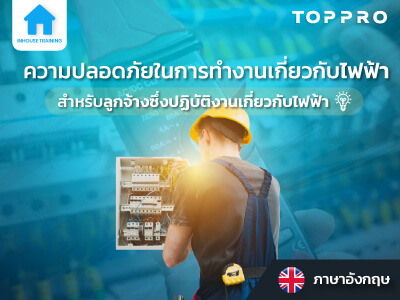 INHOUSE TRAINING
TOPPRO
ความปลอดภัยในการทำงานเกี่ยวกับไฟฟ้า
สำหรับลูกจ้างซึ่งปฏิบัติงานเกี่ยวกับไฟฟ้า
ภาษาอังกฤษ